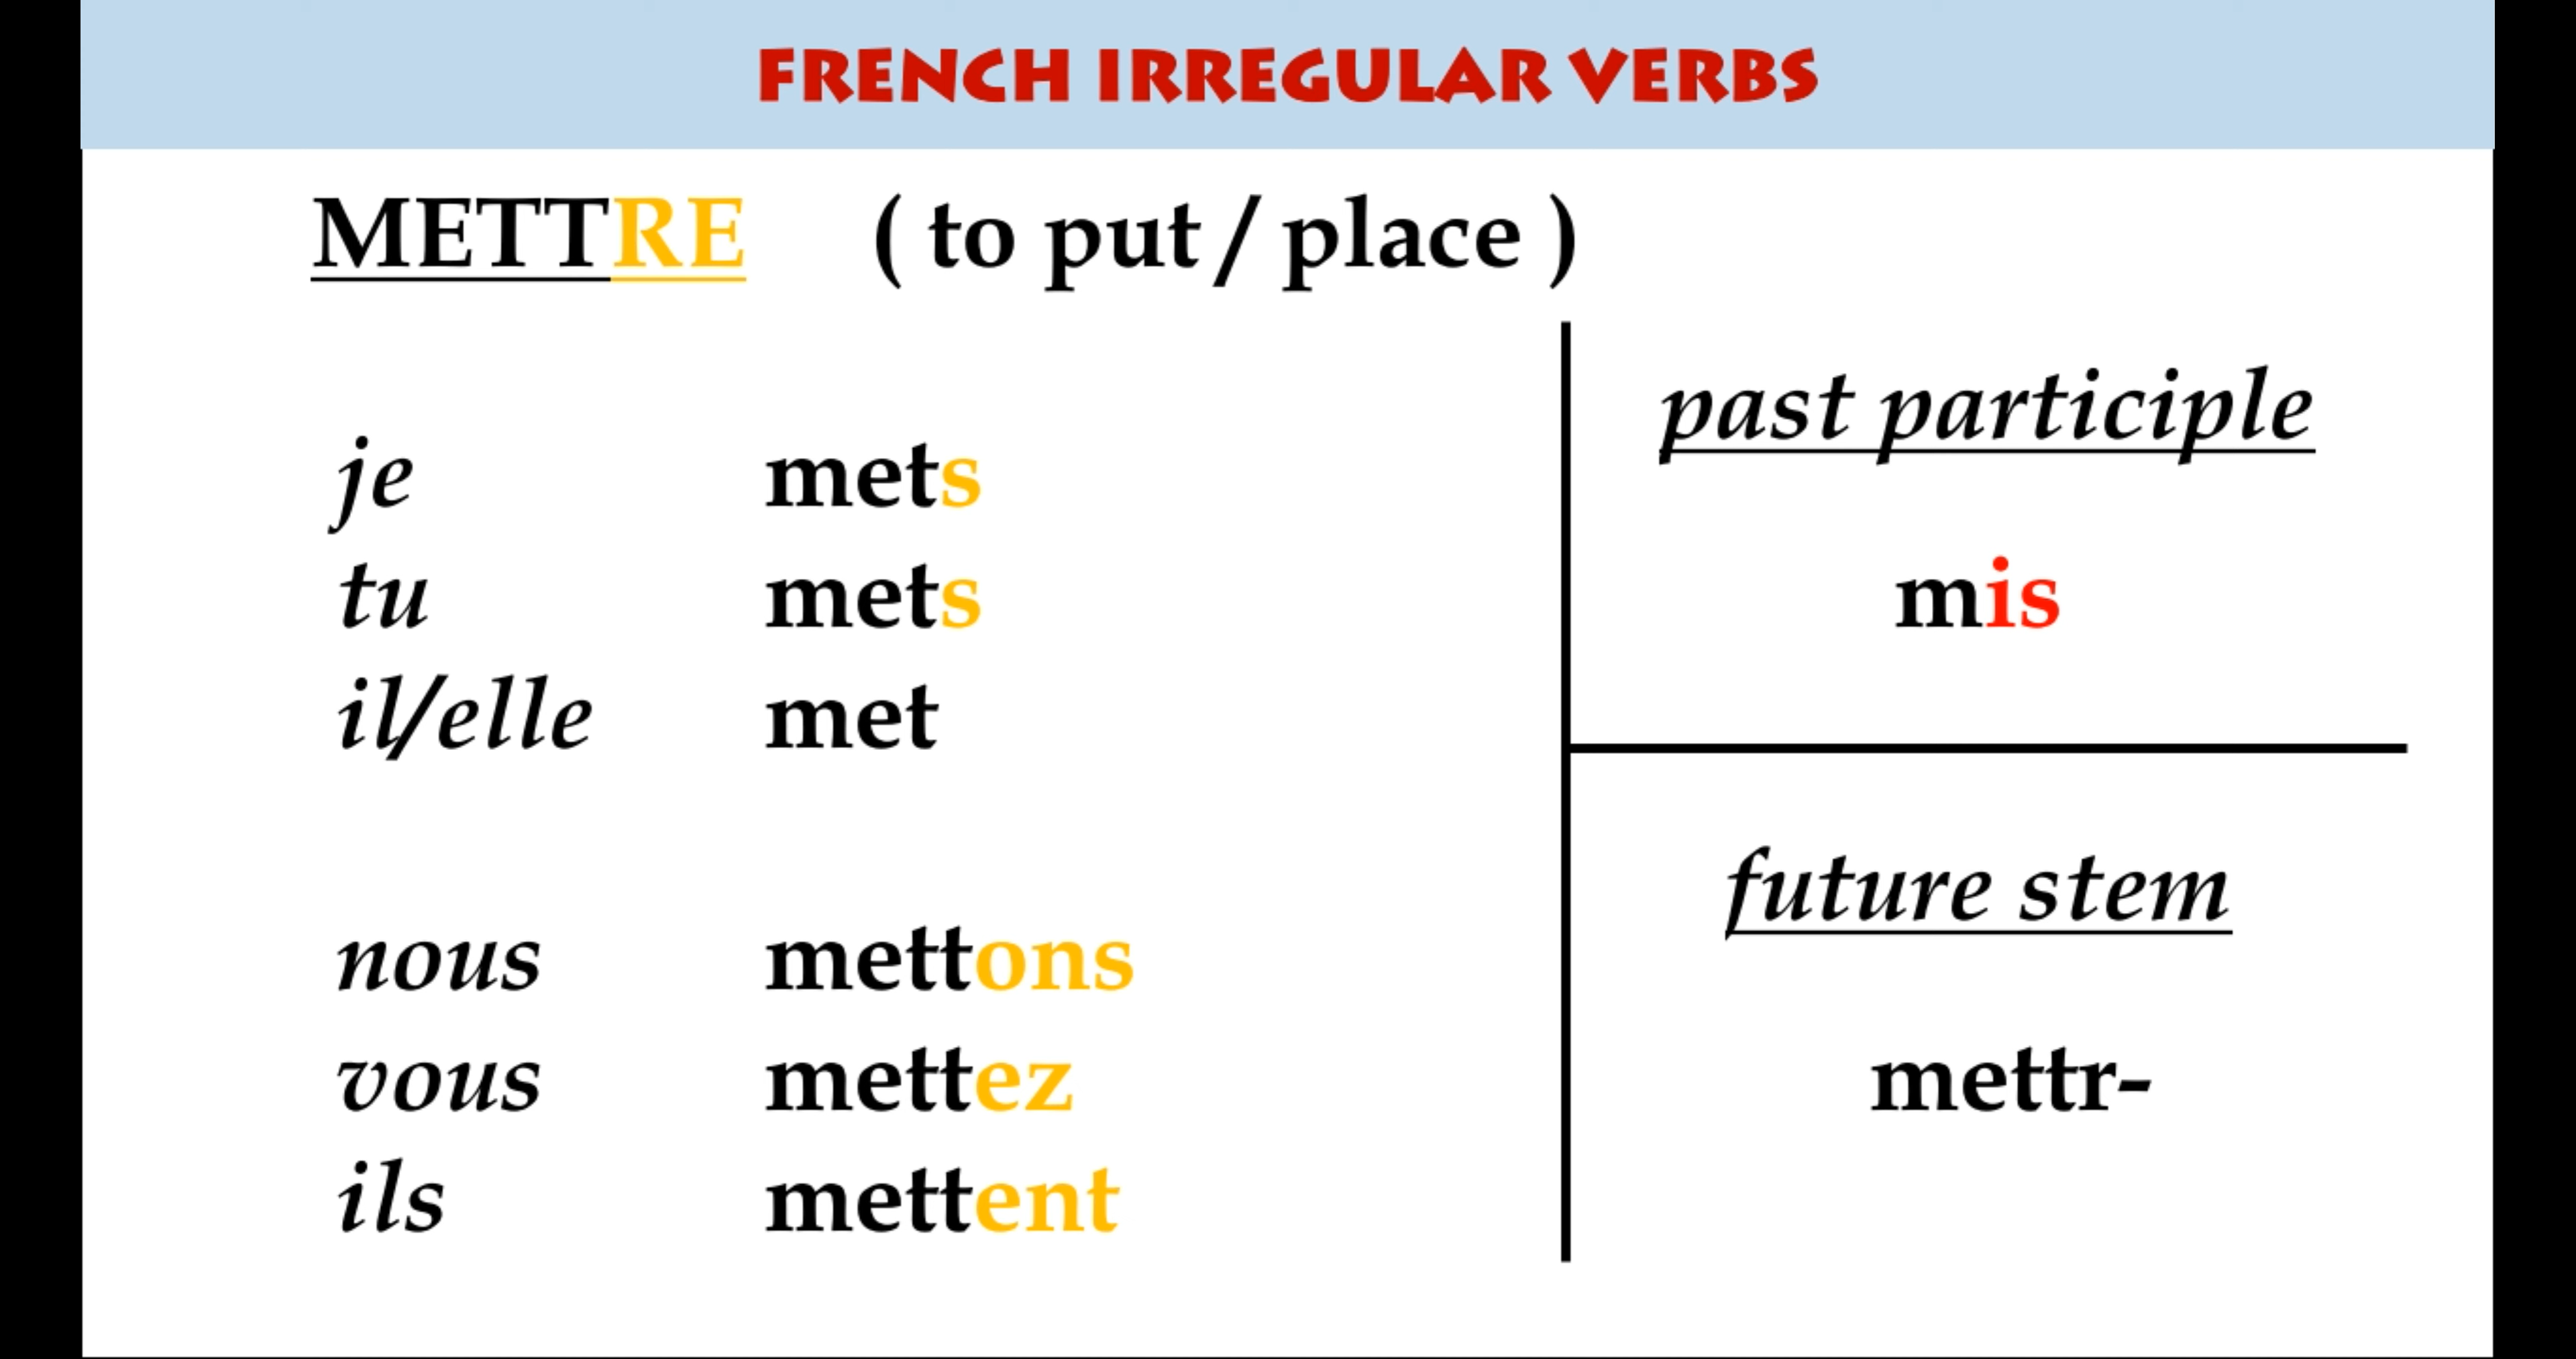 FRENCH IRREGULAR VERBS
METTRE ( to put / place )
je mets
tu mets
il/elle met
nous mettons
vous mettez
ils mettent
past participle
mis
future stem
mettr-